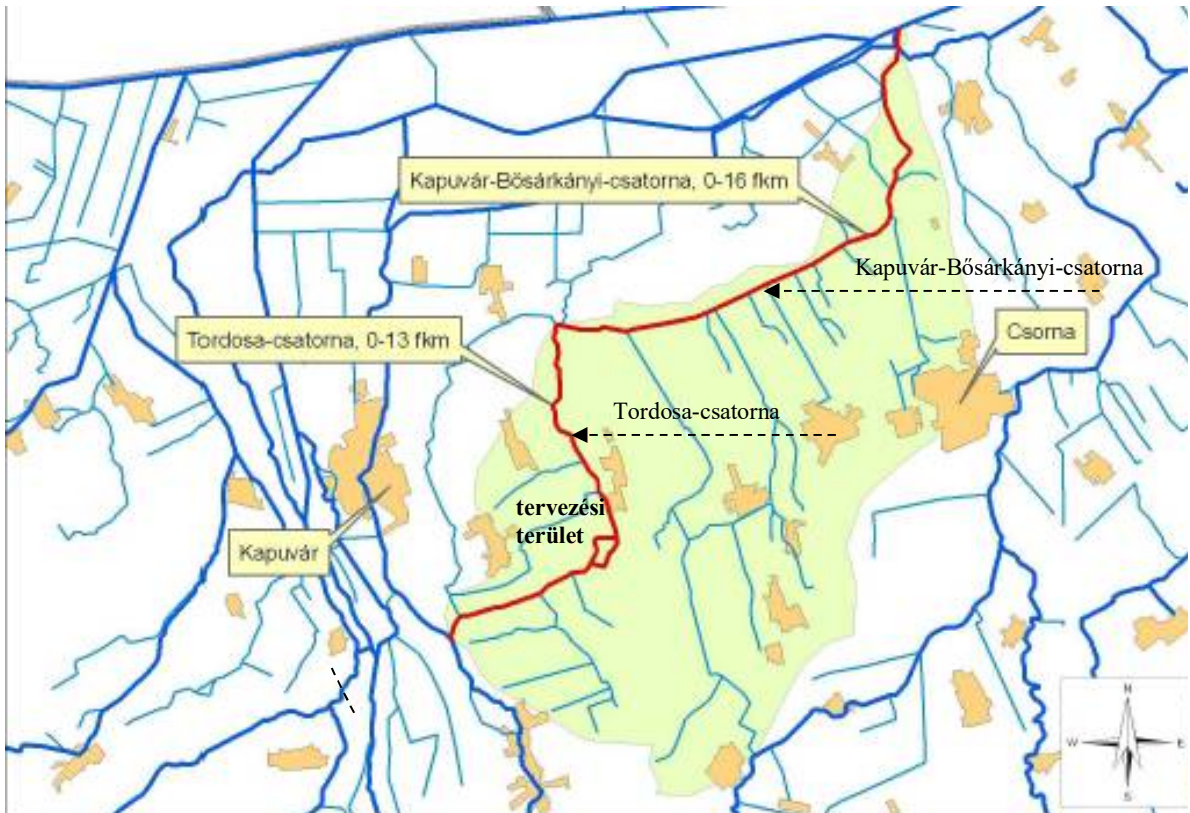 Kapuvár-Bősárkányi-csatorna, 0-16 fkm
Kapuvár-Bősárkányi-csatorna
Tordosa-csatorna, 0-13 fkm
Csorna
Tordosa-csatorna
tervezési
terület
Kapuvár
N
W
E
S